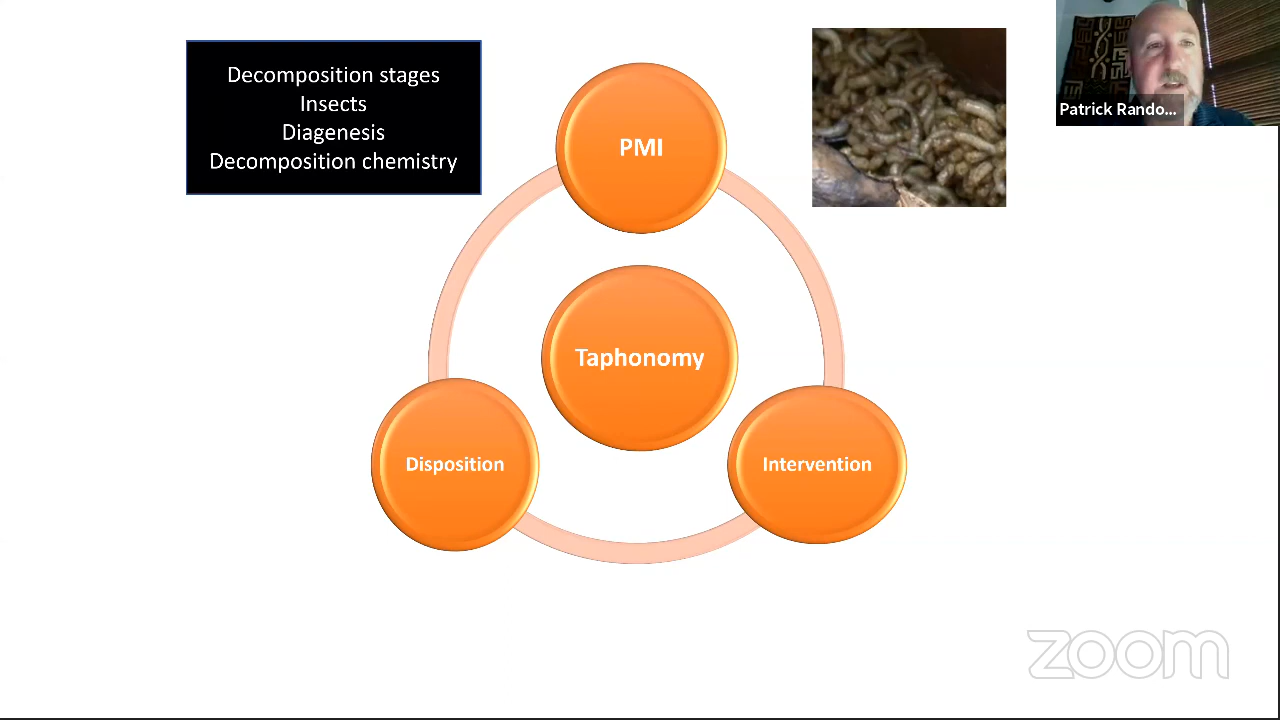 Decomposition stages
Insects
Diagenesis
Decomposition chemistry
PMI
Patrick Rando...
Taphonomy
Disposition
Intervention
zoom